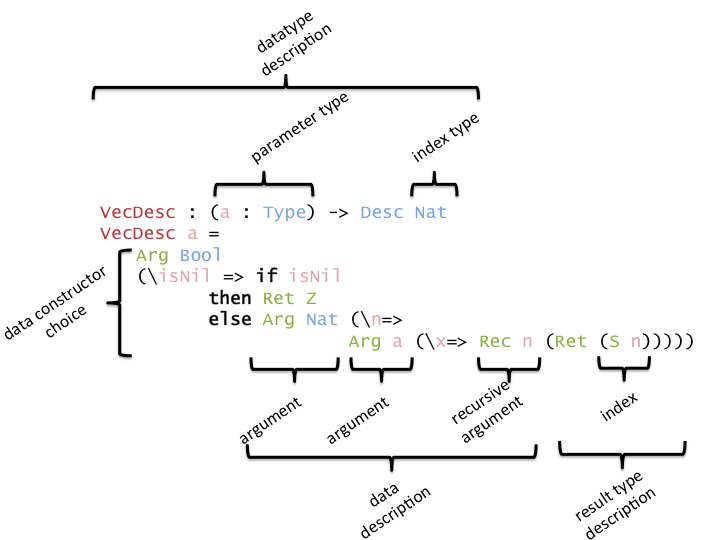 datatype
description
parameter type
index type
VecDesc : (a : Type) -> Desc Nat
VecDesc a =
Arg Bool
(\isNil => if isNil
then Ret Z
else Arg Nat (\n=>
Arg a (\x=> Rec n (Ret (S n)))))
data constructor
choice
argument
argument
recursive
argument
index
data
description
result type
description